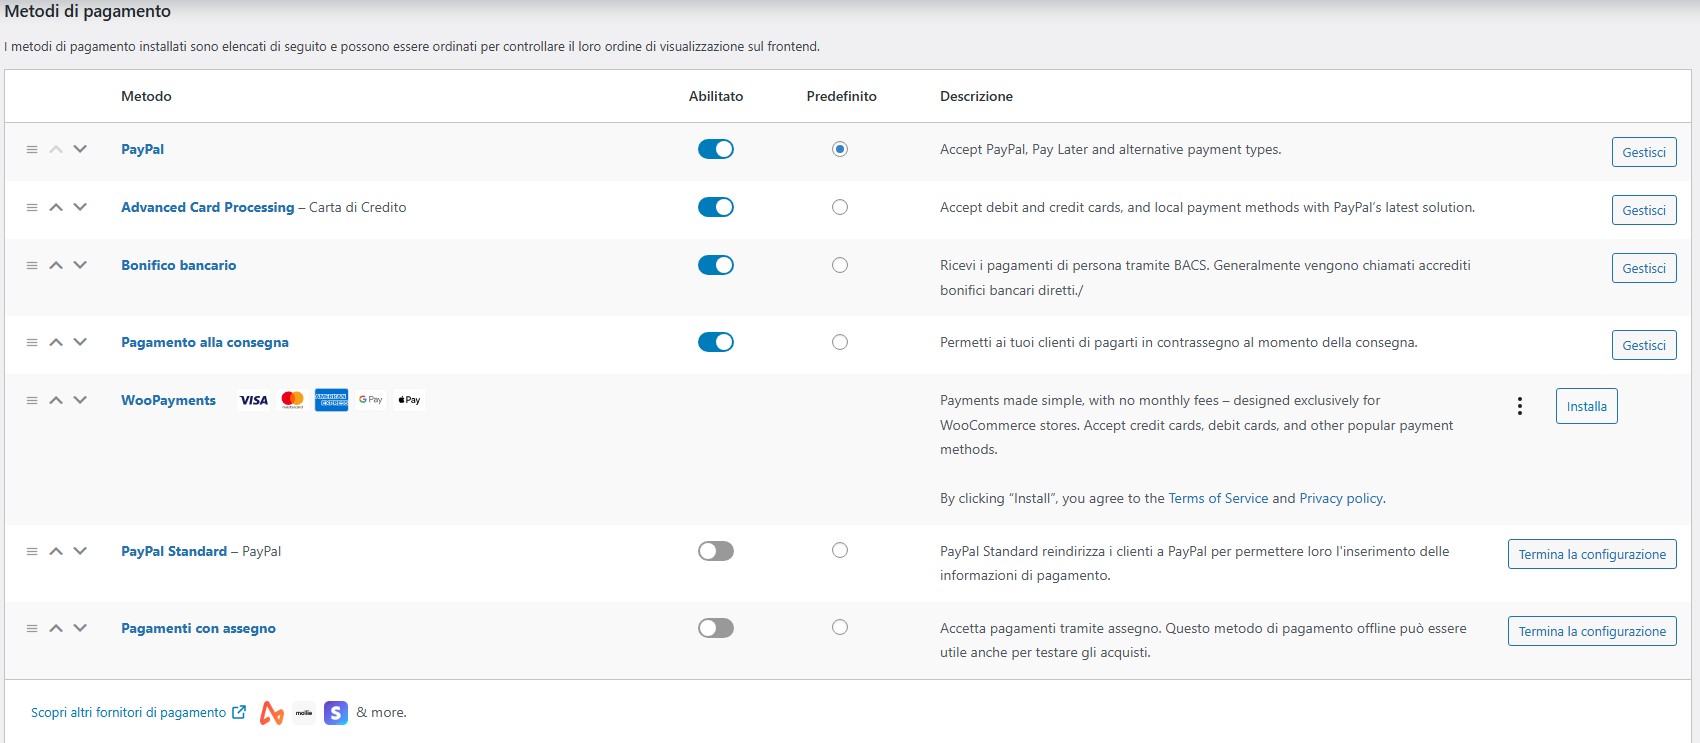 Metodi di pagamento
I metodi di pagamento installati sono elencati di seguito e possono essere ordinati per controllare il loro ordine di visualizzazione sul frontend.
Metodo Abilitato Predefinito Descrizione
PayPal Accept PayPal, Pay Later and alternative payment types. Gestisci
Advanced Card Processing – Carta di Credito Accept debit and credit cards, and local payment methods with PayPal's latest solution. Gestisci
Bonifico bancario Ricevi i pagamenti di persona tramite BACS. Generalmente vengono chiamati accrediti Gestisci
bonifici bancari diretti./
Pagamento alla consegna Permetti ai tuoi clienti di pagarti in contrassegno al momento della consegna. Gestisci
WooPayments VISA mastercard AMERICAN EXPRESS G Pay Pay Payments made simple, with no monthly fees – designed exclusively for Installa
WooCommerce stores. Accept credit cards, debit cards, and other popular payment
methods.
By clicking “Install”, you agree to the Terms of Service and Privacy policy.
PayPal Standard – PayPal PayPal Standard reindirizza i clienti a PayPal per permettere loro l'inserimento delle Termina la configurazione
informazioni di pagamento.
Pagamenti con assegno Accetta pagamenti tramite assegno. Questo metodo di pagamento offline può essere Termina la configurazione
utile anche per testare gli acquisti.
Scopri altri fornitori di pagamento mollie S & more.